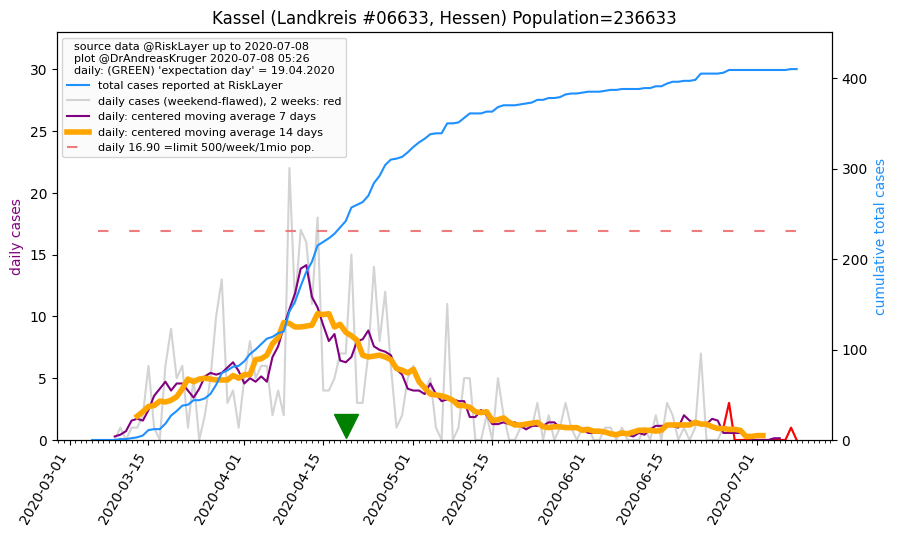 Kassel (Landkreis #06633, Hessen) Population=236633
source data @RiskLayer up to 2020-07-08
plot @DrAndreasKruger 2020-07-08 05:26
daily: (GREEN) 'expectation day' = 19.04.2020
total cases reported at RiskLayer
daily cases (weekend-flawed), 2 weeks: red
daily: centered moving average 7 days
daily: centered moving average 14 days
daily 16.90 =limit 500/week/1mio pop.
daily cases
30
25
20
15
10
5
0
cumulative total cases
400
300
200
100
0
2020-03-01
2020-03-15
2020-04-01
2020-04-15
2020-05-01
2020-05-15
2020-06-01
2020-06-15
2020-07-01